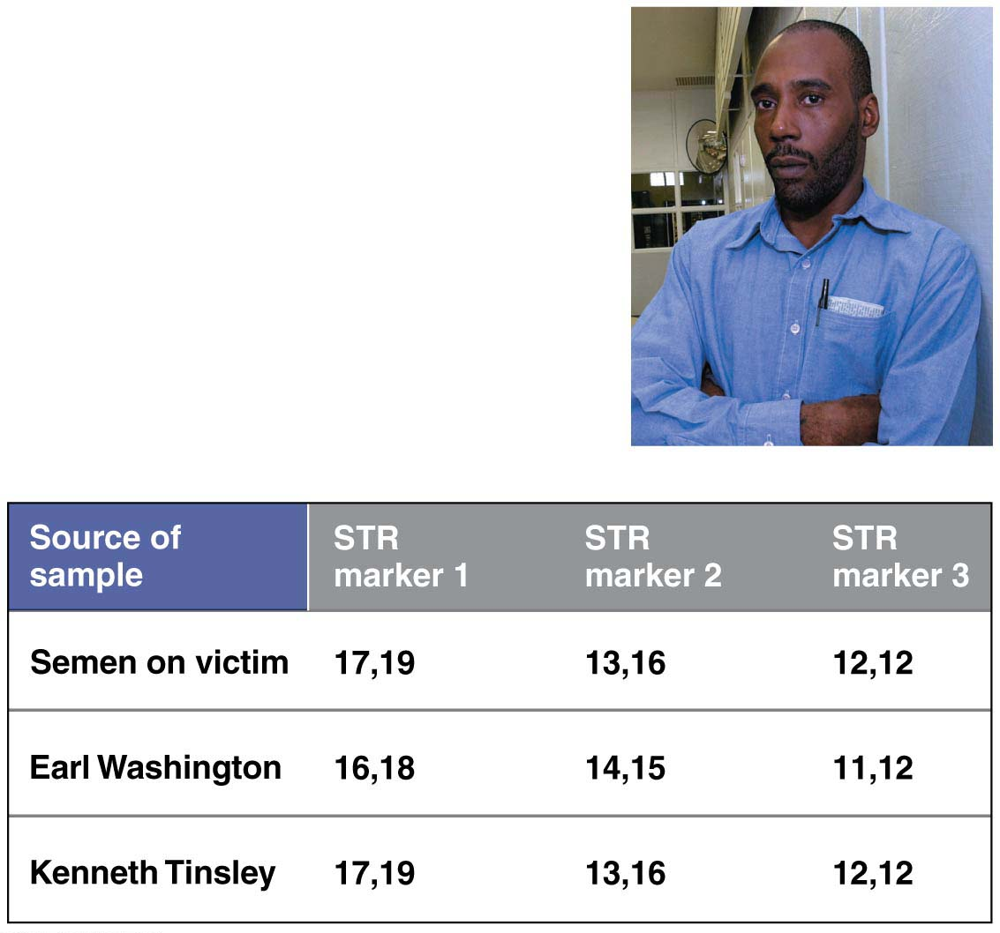 Source of sample STR marker 1 STR marker 2 STR marker 3
Semen on victim 17,19 13,16 12,12
Earl Washington 16,18 14,15 11,12
Kenneth Tinsley 17,19 13,16 12,12